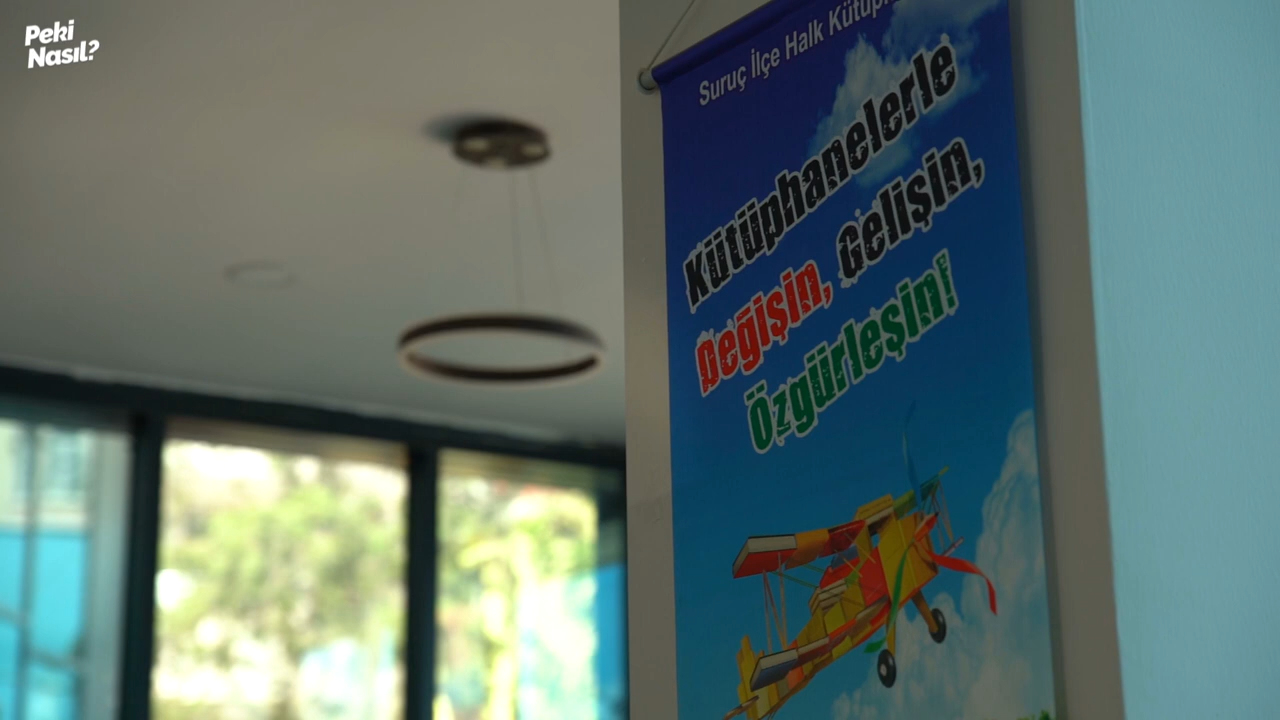 Peki
Nasıl?
Suruç İlçe Halk
Kütüphanelerle
Değişin, Gelişin,
Özgürleşin!